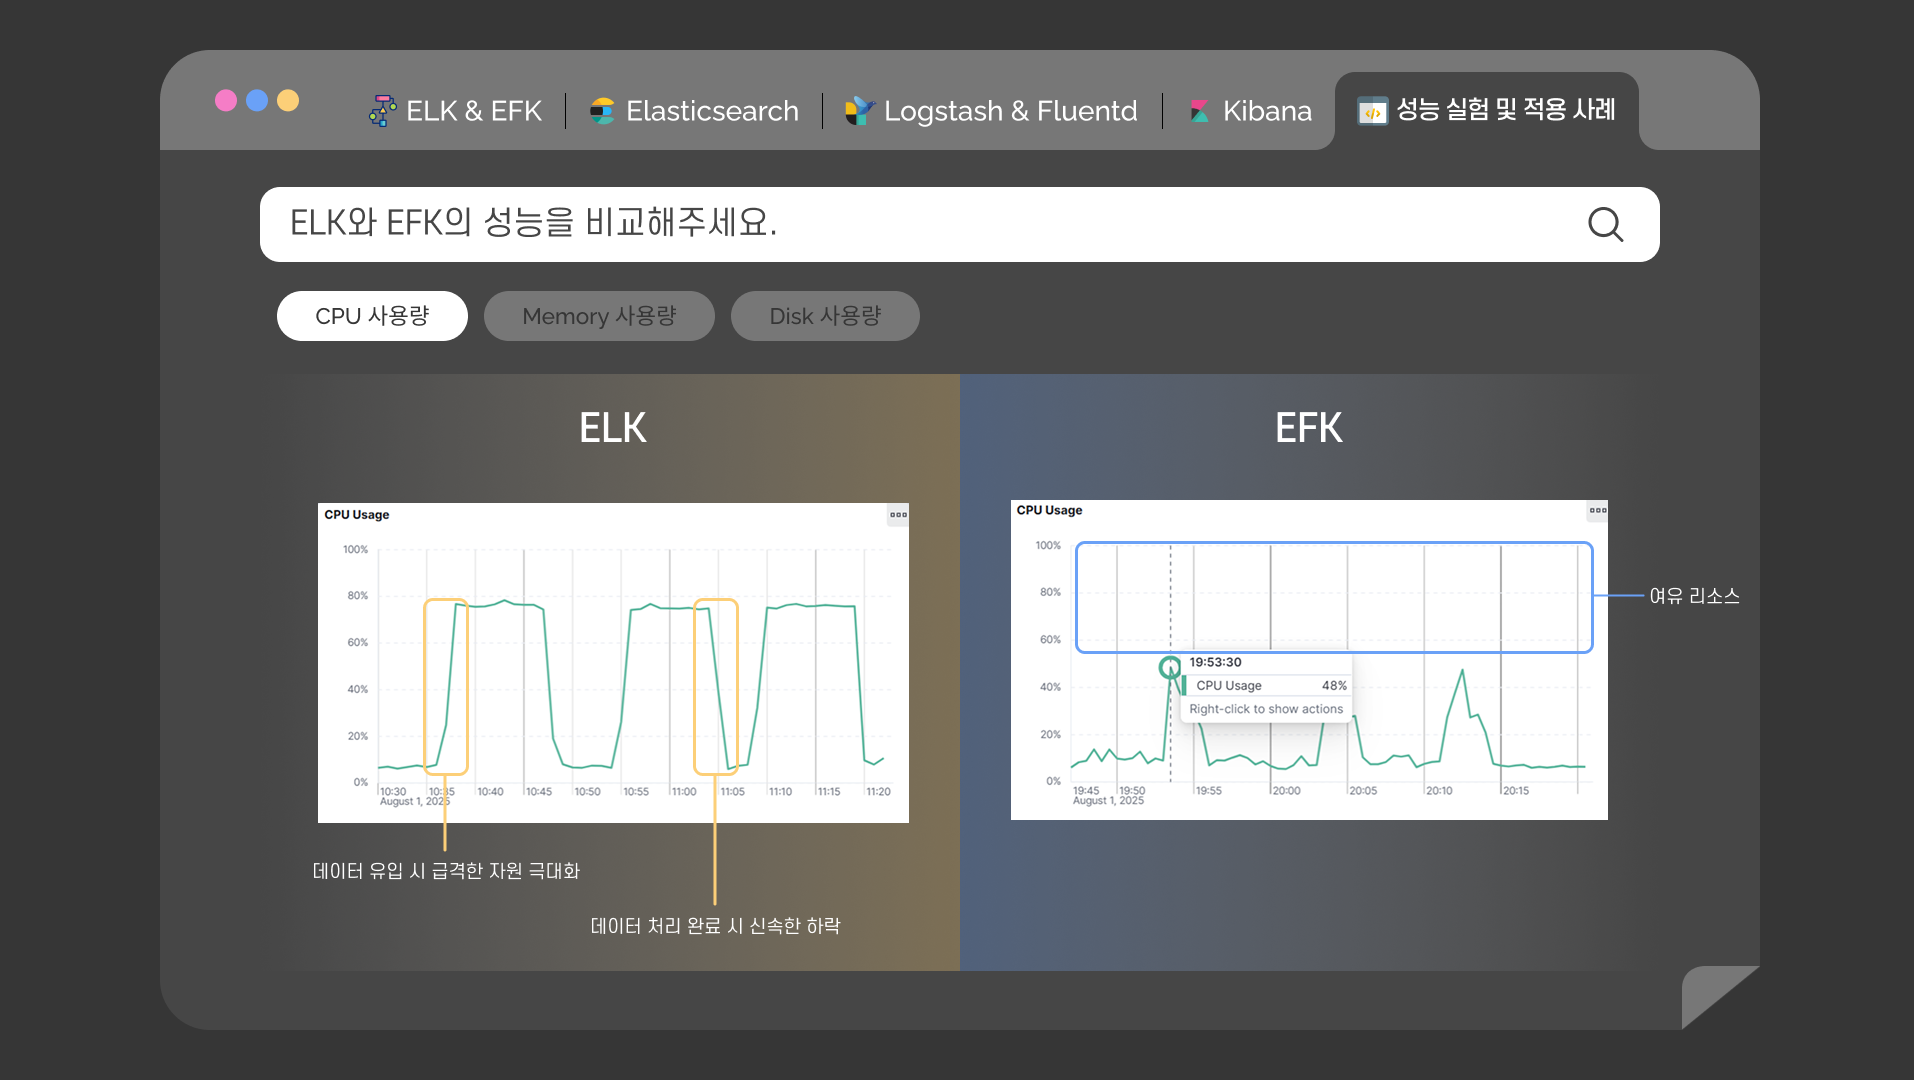 ELK & EFK
Elasticsearch
Logstash & Fluentd
Kibana
성능 실험 및 적용 사례
ELK와 EFK의 성능을 비교해주세요.
CPU 사용량
Memory 사용량
Disk 사용량
ELK
CPU Usage
100%
80%
60%
40%
20%
0%
10:30
10:35
10:40
10:45
10:50
10:55
11:00
11:05
11:10
11:15
11:20
August 1, 2025
데이터 유입 시 급격한 자원 극대화
데이터 처리 완료 시 신속한 하락
EFK
CPU Usage
100%
80%
60%
40%
20%
0%
19:53:30
CPU Usage 48%
Right-click to show actions
19:45
19:50
19:55
20:00
20:05
20:10
20:15
August 1, 2025
여유 리소스